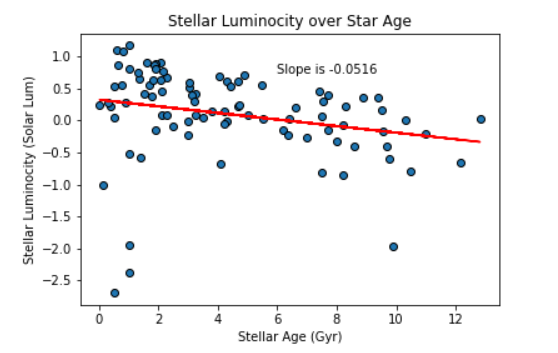 Stellar Luminocity over Star Age
Slope is -0.0516
Stellar Luminocity (Solar Lum)
1.0
0.5
0.0
−0.5
−1.0
−1.5
−2.0
−2.5
0 2 4 6 8 10 12
Stellar Age (Gyr)